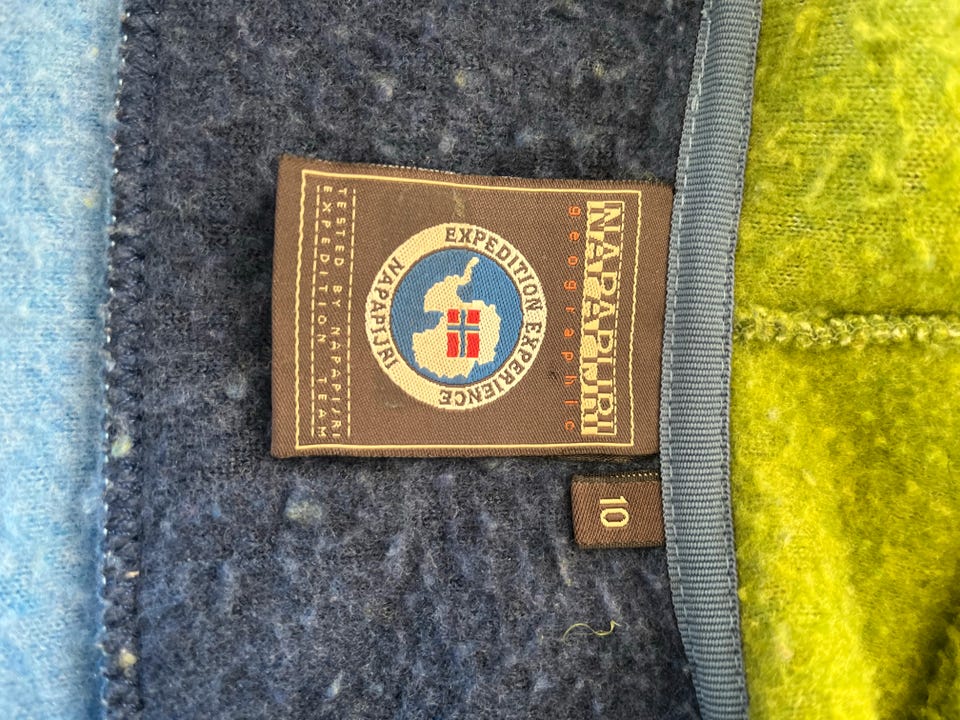 NAPAPIJRI
geographic
EXPEDITION EXPERIENCE
NAPAPIJRI
TESTED BY NAPAPIJRI
EXPEDITION TEAM
10